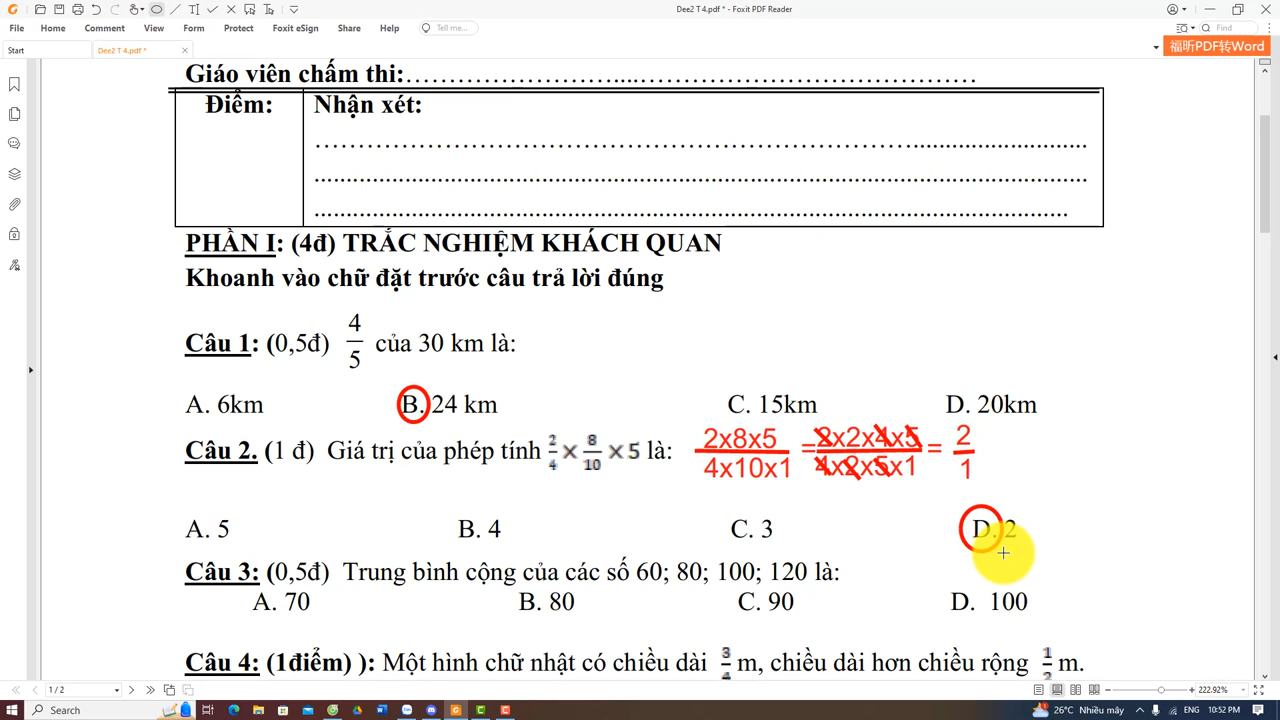 Dee2 T 4.pdf * - Foxit PDF Reader
File Home Comment View Form Protect Foxit eSign Share Help Tell me... Find
Start Dee2 T 4.pdf * 福昕PDF转Word
Giáo viên chấm thi:……………………....…………………………………
Điểm: Nhận xét:
PHẦN I: (4đ) TRẮC NGHIỆM KHÁCH QUAN
Khoanh vào chữ đặt trước câu trả lời đúng
Câu 1: (0,5đ) 4/5 của 30 km là:
A. 6km B. 24 km C. 15km D. 20km
Câu 2. (1 đ) Giá trị của phép tính 2/4 × 8/10 × 5 là: 2x8x5/4x10x1 = 2x2x4x5/4x2x5x1 = 2/1
A. 5 B. 4 C. 3 D. 2
Câu 3: (0,5đ) Trung bình cộng của các số 60; 80; 100; 120 là:
A. 70 B. 80 C. 90 D. 100
Câu 4: (1điểm) ): Một hình chữ nhật có chiều dài 3/4 m, chiều dài hơn chiều rộng 1/2 m.
1 / 2 222.92%
Search 26°C Nhiều mây ENG 10:52 PM